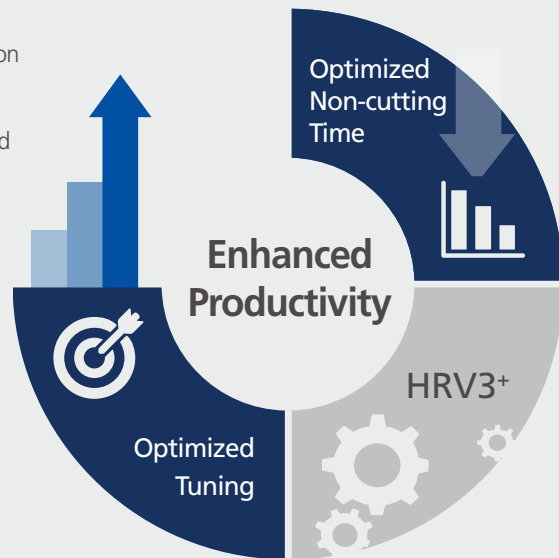 Optimized
Non-cutting
Time
Enhanced
Productivity
HRV3+
Optimized
Tuning